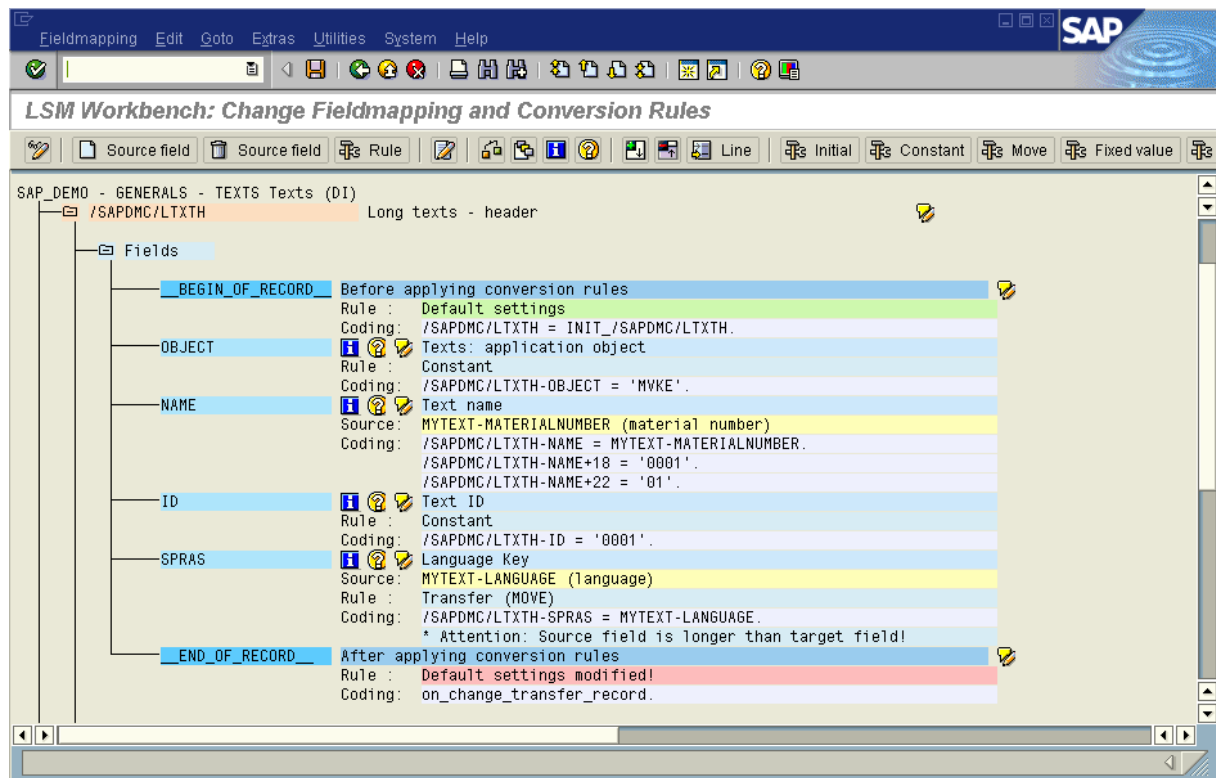 Fieldmapping Edit Goto Extras Utilities System Help
SAP
LSM Workbench: Change Fieldmapping and Conversion Rules
Source field Source field Rule Line Initial Constant Move Fixed value
SAP_DEMO - GENERALS - TEXTS Texts (DI)
/SAPDMC/LTXTH Long texts - header
Fields
__BEGIN_OF_RECORD__ Before applying conversion rules
Rule : Default settings
Coding: /SAPDMC/LTXTH = INIT_/SAPDMC/LTXTH.
OBJECT Texts: application object
Rule : Constant
Coding: /SAPDMC/LTXTH-OBJECT = 'MVKE'.
NAME Text name
Source: MYTEXT-MATERIALNUMBER (material number)
Coding: /SAPDMC/LTXTH-NAME = MYTEXT-MATERIALNUMBER.
/SAPDMC/LTXTH-NAME+18 = '0001'.
/SAPDMC/LTXTH-NAME+22 = '01'.
ID Text ID
Rule : Constant
Coding: /SAPDMC/LTXTH-ID = '0001'.
SPRAS Language Key
Source: MYTEXT-LANGUAGE (language)
Rule : Transfer (MOVE)
Coding: /SAPDMC/LTXTH-SPRAS = MYTEXT-LANGUAGE.
* Attention: Source field is longer than target field!
__END_OF_RECORD__ After applying conversion rules
Rule : Default settings modified!
Coding: on_change_transfer_record.